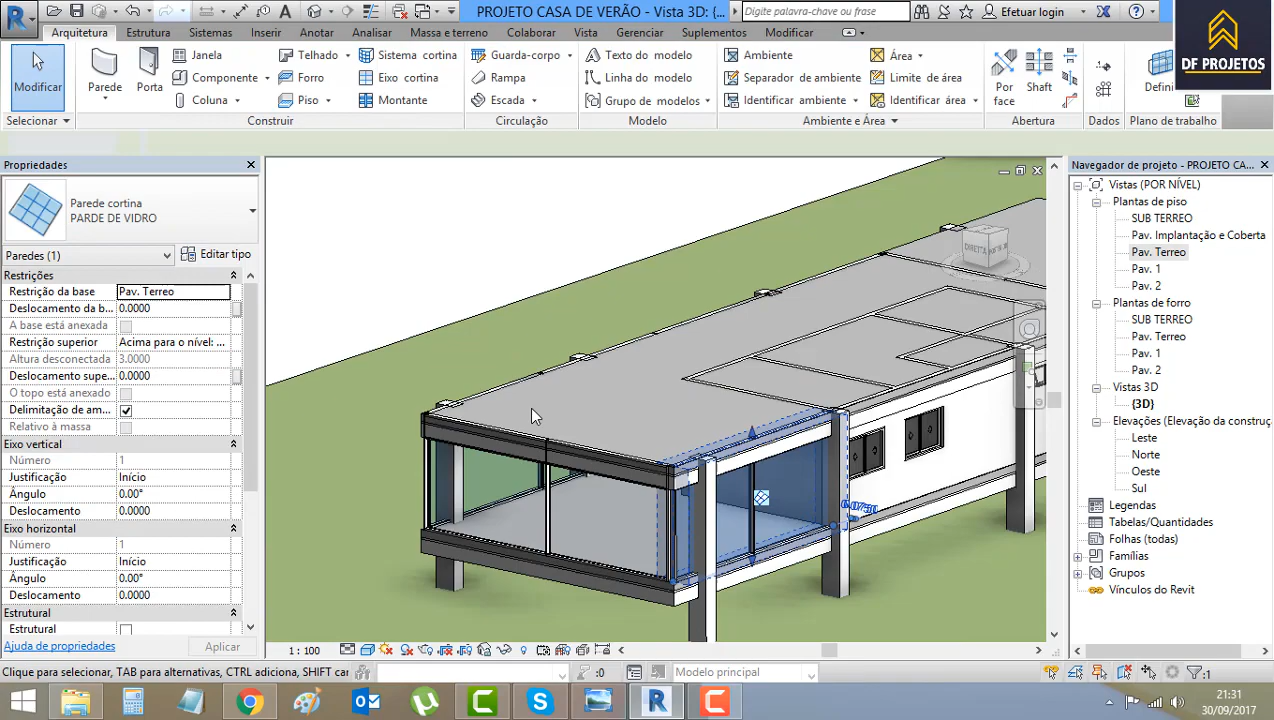 PROJETO CASA DE VERÃO - Vista 3D: {...
Digite palavra-chave ou frase
Efetuar login
Arquitetura
Estrutura
Sistemas
Inserir
Anotar
Analisar
Massa e terreno
Colaborar
Vista
Gerenciar
Suplementos
Modificar
DF PROJETOS
Modificar
Parede
Porta
Janela
Componente
Coluna
Telhado
Forro
Piso
Sistema cortina
Eixo cortina
Montante
Guarda-corpo
Rampa
Escada
Texto do modelo
Linha do modelo
Grupo de modelos
Ambiente
Separador de ambiente
Identificar ambiente
Área
Limite de área
Identificar área
Por face
Shaft
Defini
Selecionar
Construir
Circulação
Modelo
Ambiente e Área
Abertura
Dados
Plano de trabalho
Propriedades
Parede cortina
PARDE DE VIDRO
Paredes (1)
Editar tipo
Restrições
Restrição da base
Pav. Terreo
Deslocamento da b...
0.0000
A base está anexada
Restrição superior
Acima para o nível: ...
Altura desconectada
3.0000
Deslocamento supe...
0.0000
O topo está anexado
Delimitação de am...
Relativo à massa
Eixo vertical
Número
1
Justificação
Início
Ângulo
0.00°
Deslocamento
0.00°
Eixo horizontal
Número
1
Justificação
Início
Ângulo
0.00°
Deslocamento
0.00°
Estrutural
Estrutural
Ajuda de propriedades
Aplicar
DIREITA
0.0750
1 : 100
Navegador de projeto - PROJETO CA...
Vistas (POR NÍVEL)
Plantas de piso
SUB TERREO
Pav. Implantação e Coberta
Pav. Terreo
Pav. 1
Pav. 2
Plantas de forro
SUB TERREO
Pav. Terreo
Pav. 1
Pav. 2
Vistas 3D
{3D}
Elevações (Elevação da construç
Leste
Norte
Oeste
Sul
Legendas
Tabelas/Quantidades
Folhas (todas)
Famílias
Grupos
Vínculos do Revit
Clique para selecionar, TAB para alternativas, CTRL adiciona, SHIFT car
:0
Modelo principal
:1
21:31
30/09/2017